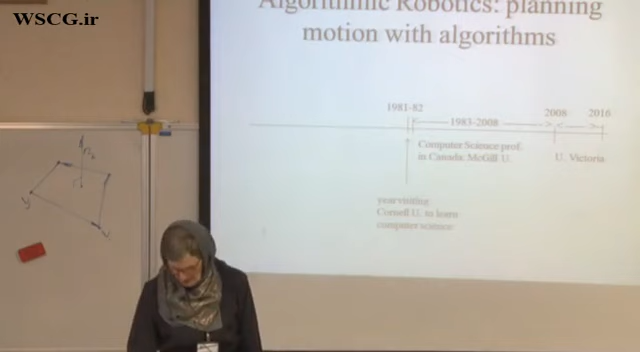 WSCG.ir
Algorithmic Robotics: planning
motion with algorithms
1981-82
1983-2008
2008
2016
Computer Science prof.
in Canada: McGill U.
U. Victoria
year visiting
Cornell U. to learn
computer science